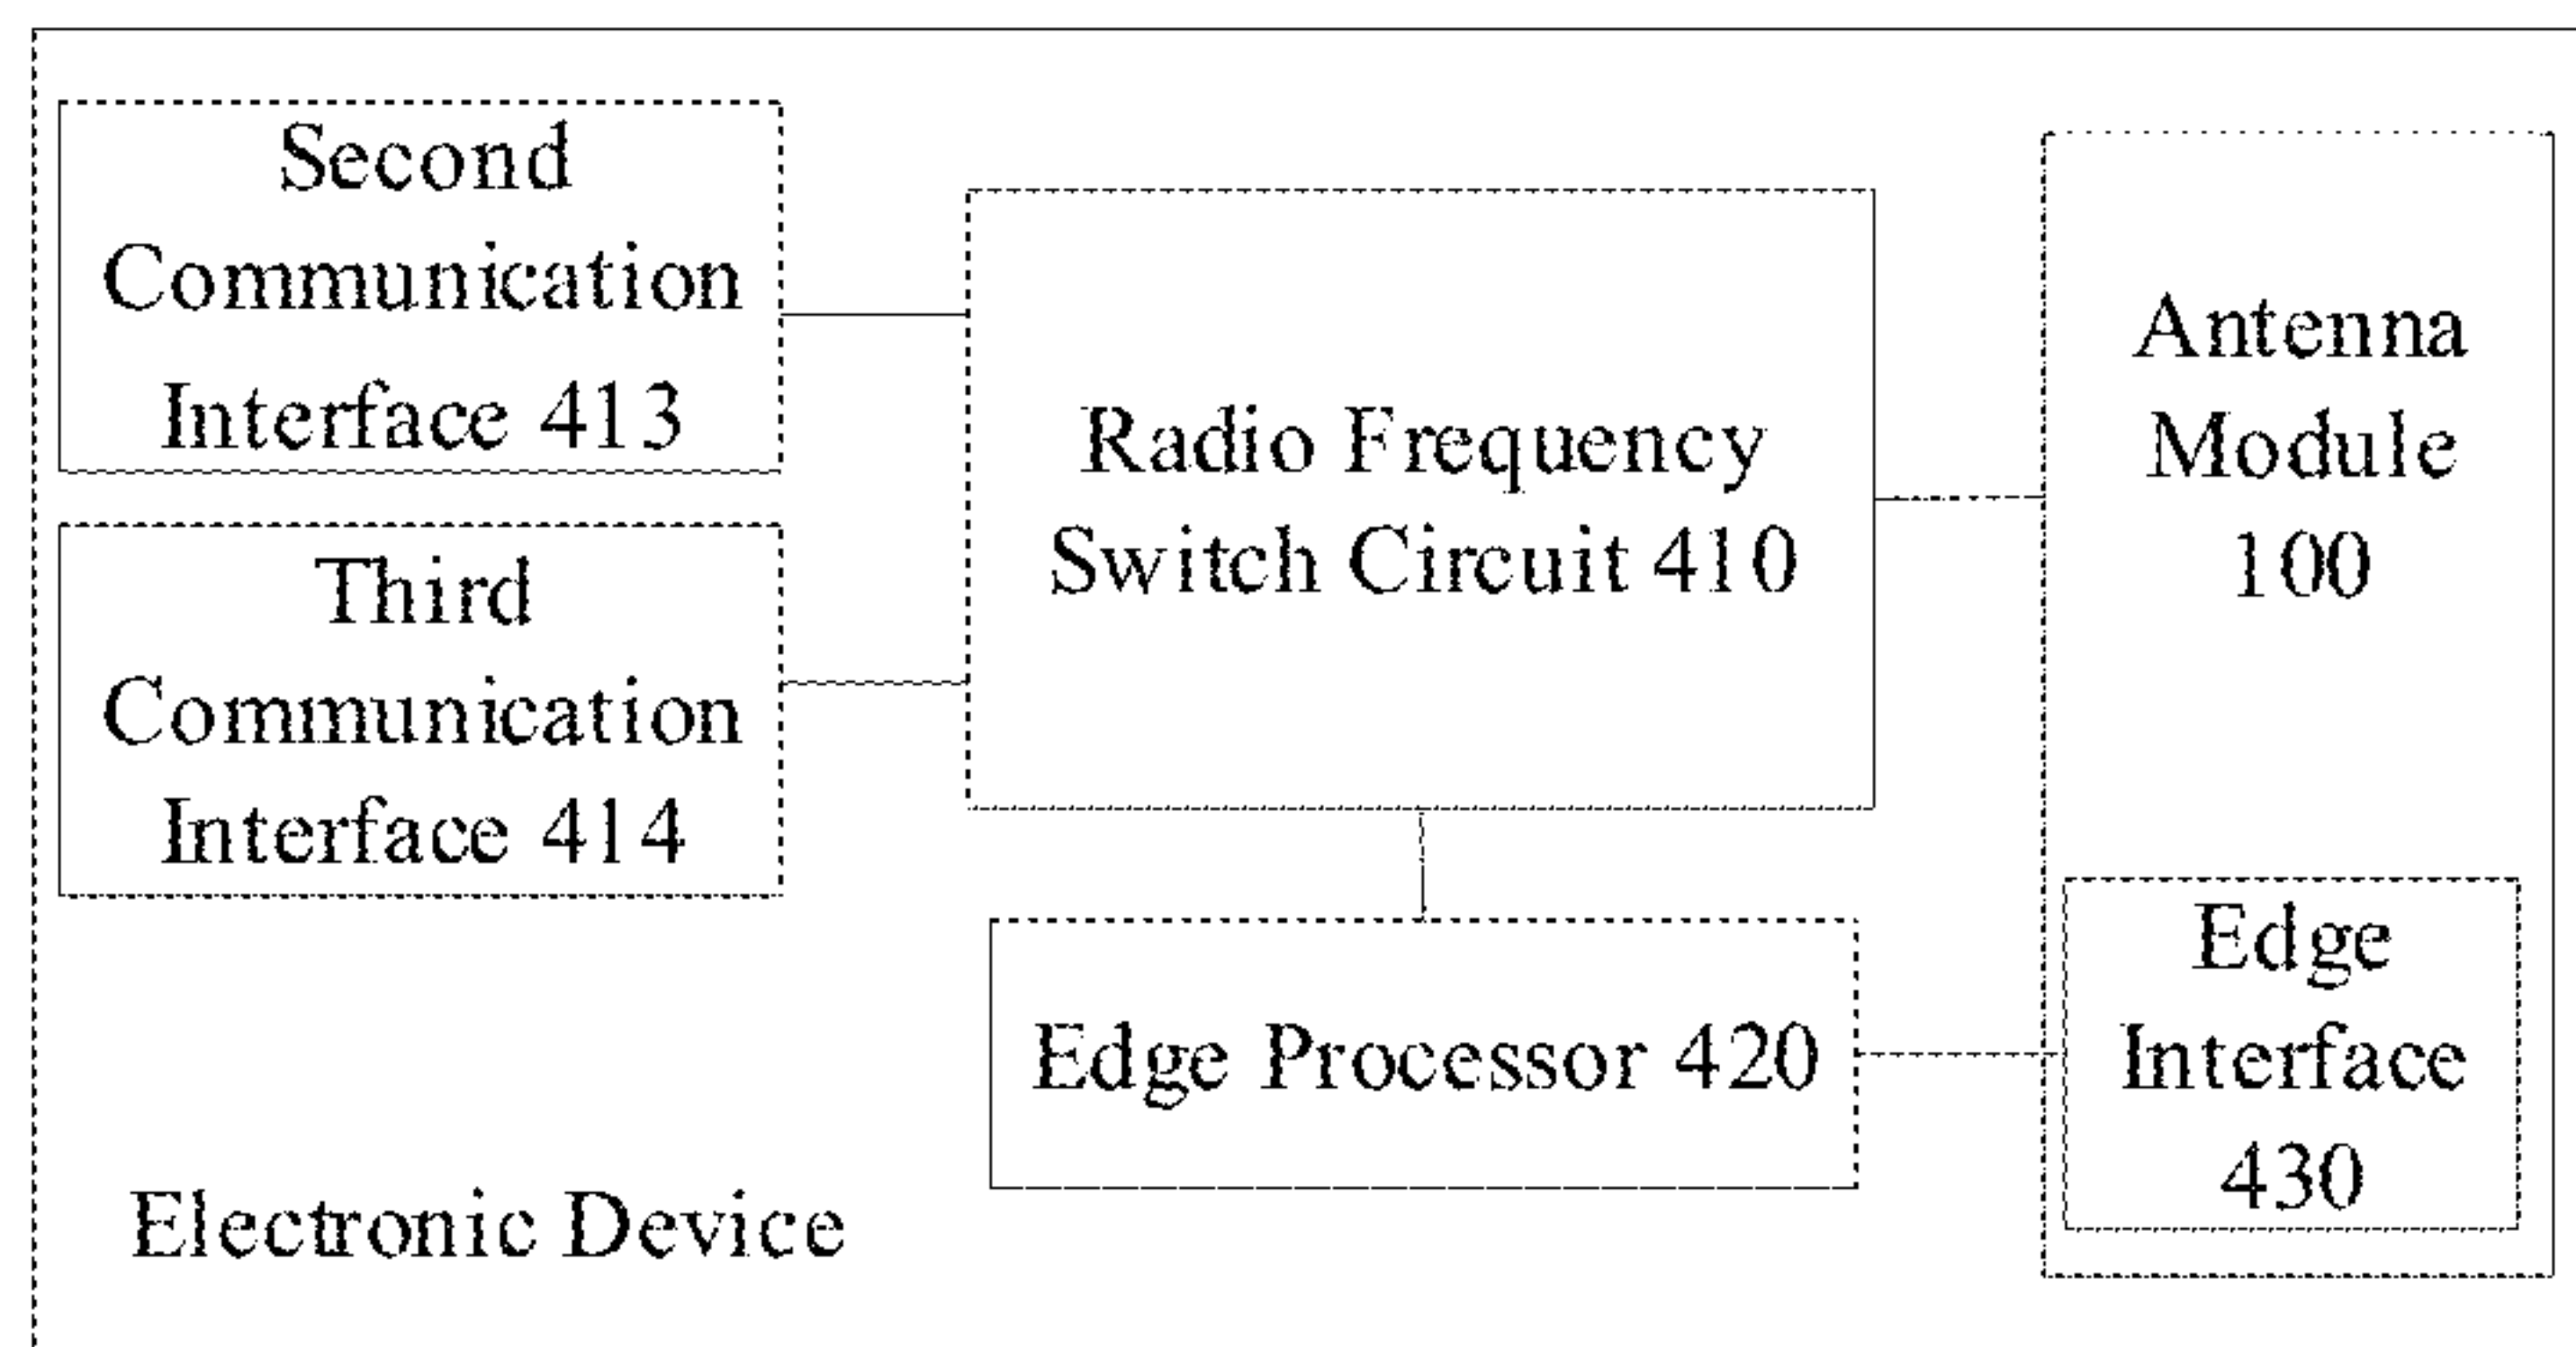 Second
Communication
Interface 413
Third
Communication
Interface 414
Radio Frequency
Switch Circuit 410
Antenna
Module
100
Edge Processor 420
Edge
Interface
430
Electronic Device